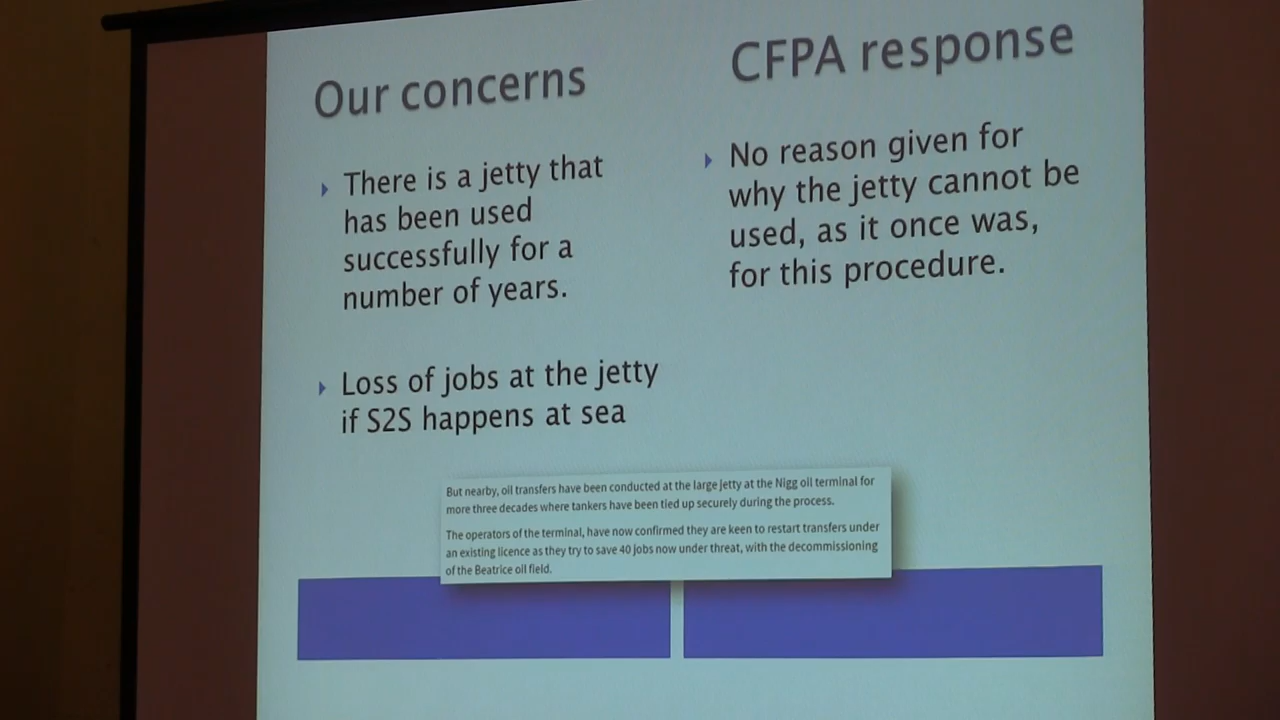 Our concerns
There is a jetty that
has been used
successfully for a
number of years.
Loss of jobs at the jetty
if S2S happens at sea
CFPA response
No reason given for
why the jetty cannot be
used, as it once was,
for this procedure.
But nearby, oil transfers have been conducted at the large jetty at the Nigg oil terminal for
more three decades where tankers have been tied up securely during the process.
The operators of the terminal, have now confirmed they are keen to restart transfers under
an existing licence as they try to save 40 jobs now under threat, with the decommissioning
of the Beatrice oil field.